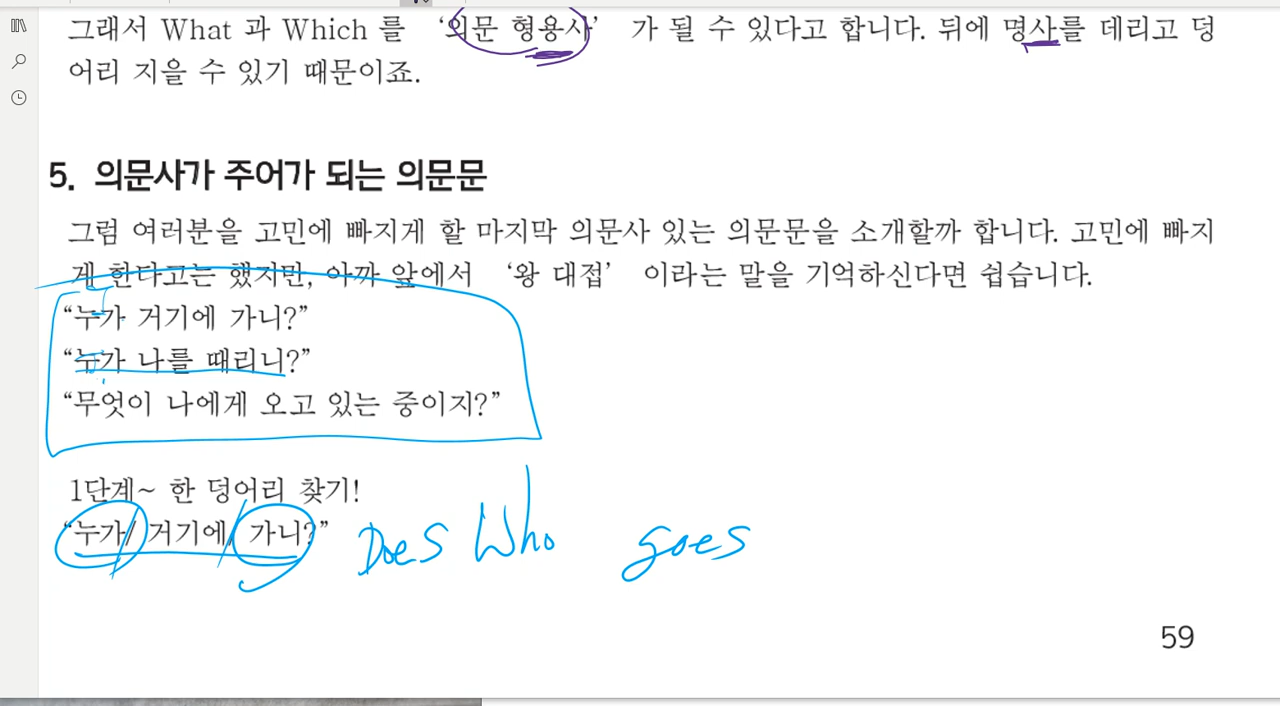 그래서 What 과 Which 를 ‘의문 형용사’ 가 될 수 있다고 합니다. 뒤에 명사를 데리고 덩
어리 지을 수 있기 때문이죠.
5. 의문사가 주어가 되는 의문문
그럼 여러분을 고민에 빠지게 할 마지막 의문사 있는 의문문을 소개할까 합니다. 고민에 빠지
게 한다고는 했지만, 아까 앞에서 ‘왕 대접’ 이라는 말을 기억하신다면 쉽습니다.
“누가 거기에 가니?”
“누가 나를 때리니?”
“무엇이 나에게 오고 있는 중이지?”
1단계~ 한 덩어리 찾기!
“누가/ 거기에/ 가니?” Does Who goes
59